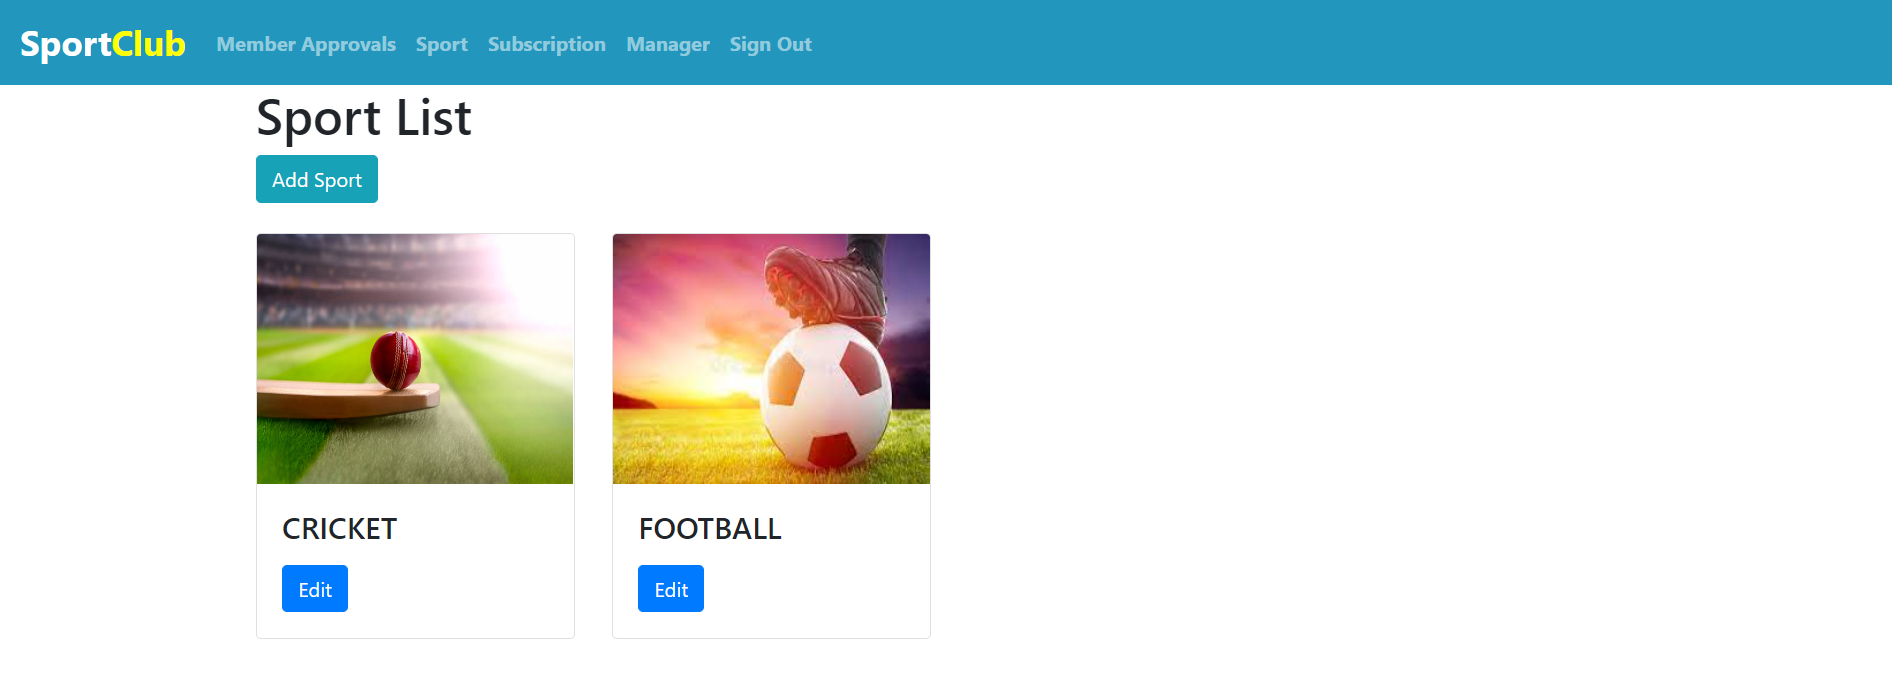 SportClub Member Approvals Sport Subscription Manager Sign Out
Sport List
Add Sport
CRICKET
Edit
FOOTBALL
Edit